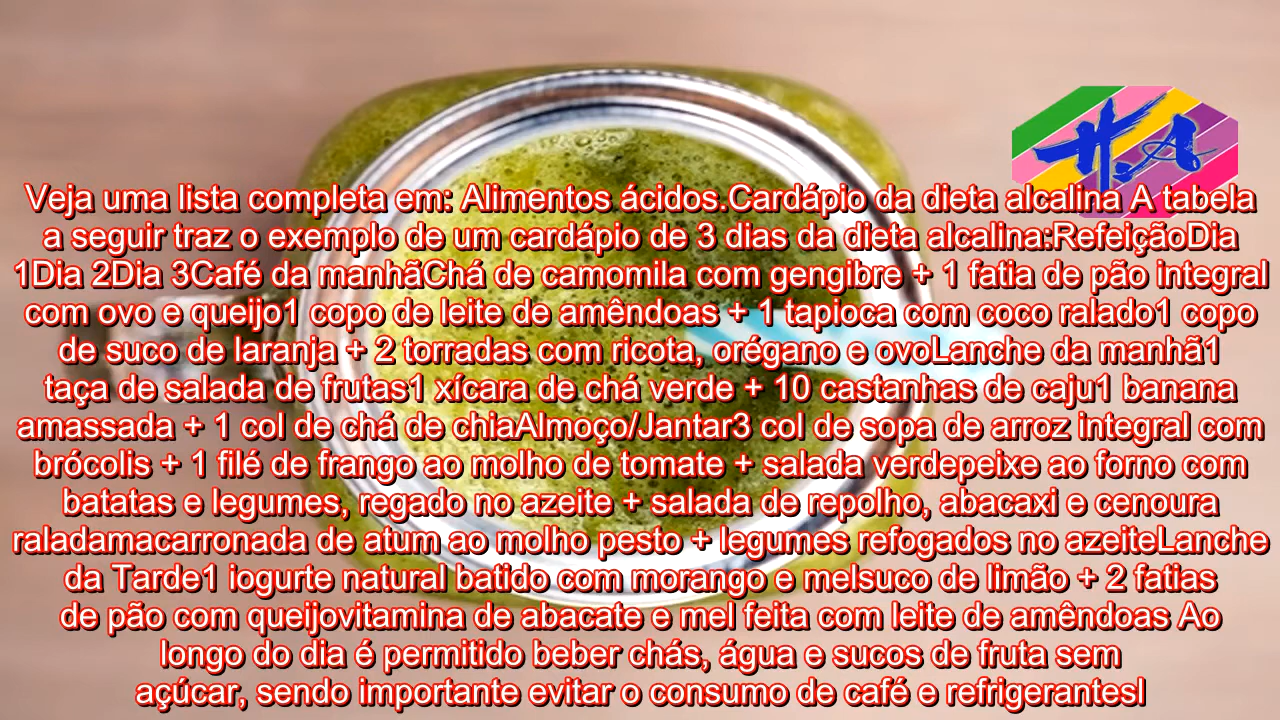 H.A
Veja uma lista completa em: Alimentos ácidos.Cardápio da dieta alcalina A tabela
a seguir traz o exemplo de um cardápio de 3 dias da dieta alcalina:RefeiçãoDia
1Dia 2Dia 3Café da manhãChá de camomila com gengibre + 1 fatia de pão integral
com ovo e queijo1 copo de leite de amêndoas + 1 tapioca com coco ralado1 copo
de suco de laranja + 2 torradas com ricota, orégano e ovoLanche da manhã1
taça de salada de frutas1 xícara de chá verde + 10 castanhas de caju1 banana
amassada + 1 col de chá de chiaAlmoço/Jantar3 col de sopa de arroz integral com
brócolis + 1 filé de frango ao molho de tomate + salada verdepeixe ao forno com
batatas e legumes, regado no azeite + salada de repolho, abacaxi e cenoura
raladamacarronada de atum ao molho pesto + legumes refogados no azeiteLanche
da Tarde1 iogurte natural batido com morango e melsuco de limão + 2 fatias
de pão com queijovitamina de abacate e mel feita com leite de amêndoas Ao
longo do dia é permitido beber chás, água e sucos de fruta sem
açúcar, sendo importante evitar o consumo de café e refrigerantesl